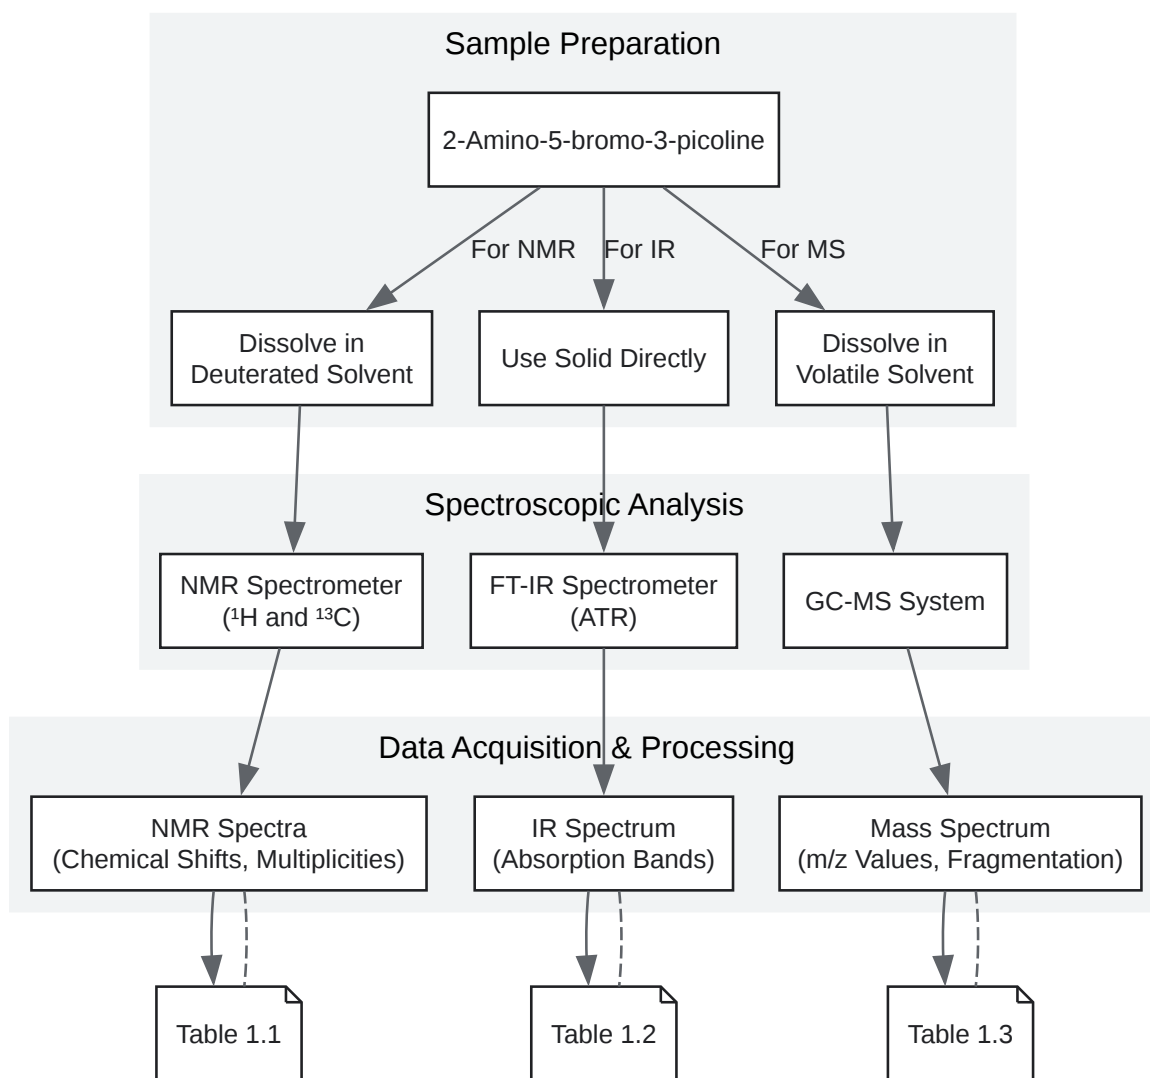 Sample Preparation
2-Amino-5-bromo-3-picoline
For NMR
For IR
For MS
Dissolve in
Deuterated Solvent
Use Solid Directly
Dissolve in
Volatile Solvent
Spectroscopic Analysis
NMR Spectrometer
(¹H and ¹³C)
FT-IR Spectrometer
(ATR)
GC-MS System
Data Acquisition & Processing
NMR Spectra
(Chemical Shifts, Multiplicities)
IR Spectrum
(Absorption Bands)
Mass Spectrum
(m/z Values, Fragmentation)
Table 1.1
Table 1.2
Table 1.3